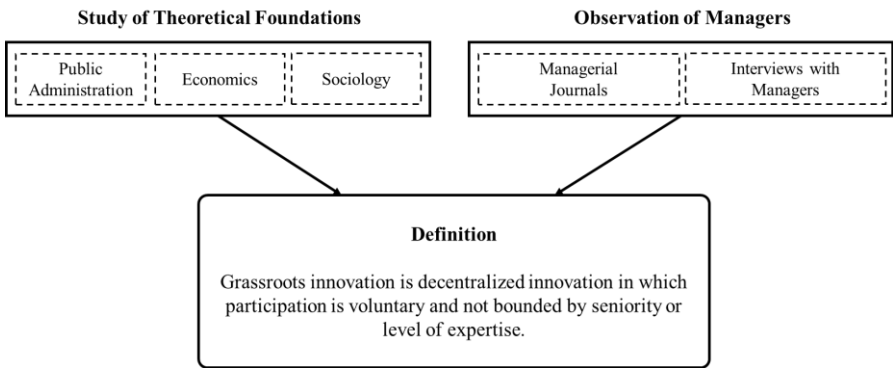 Study of Theoretical Foundations
Observation of Managers
Public
Administration
Economics
Sociology
Managerial
Journals
Interviews with
Managers
Definition
Grassroots innovation is decentralized innovation in which
participation is voluntary and not bounded by seniority or
level of expertise.